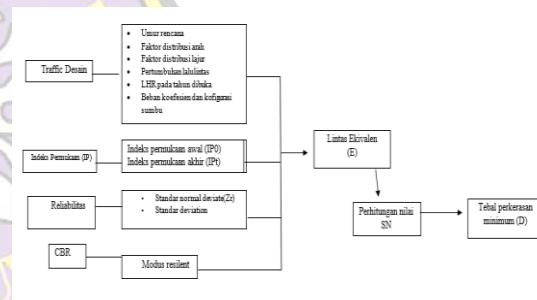 Traffic Desain
• Umur rencana
• Faktor distribusi arah
• Faktor distribusi lajur
• Pertumbuhan lalulintas
• LHR pada tahun dibuka
• Beban koefesien dan kofigurasi
sumbu
Indeks Permukaan (IP)
Indeks permukaan awal (IP0)
Indeks permukaan akhir (IPt)
Reliabilitas
• Standar normal deviate(Zr)
• Standar deviation
CBR
Modus resilent
Lintas Ekivalen
(E)
Perhitungan nilai
SN
Tebal perkerasan
minimum (D)